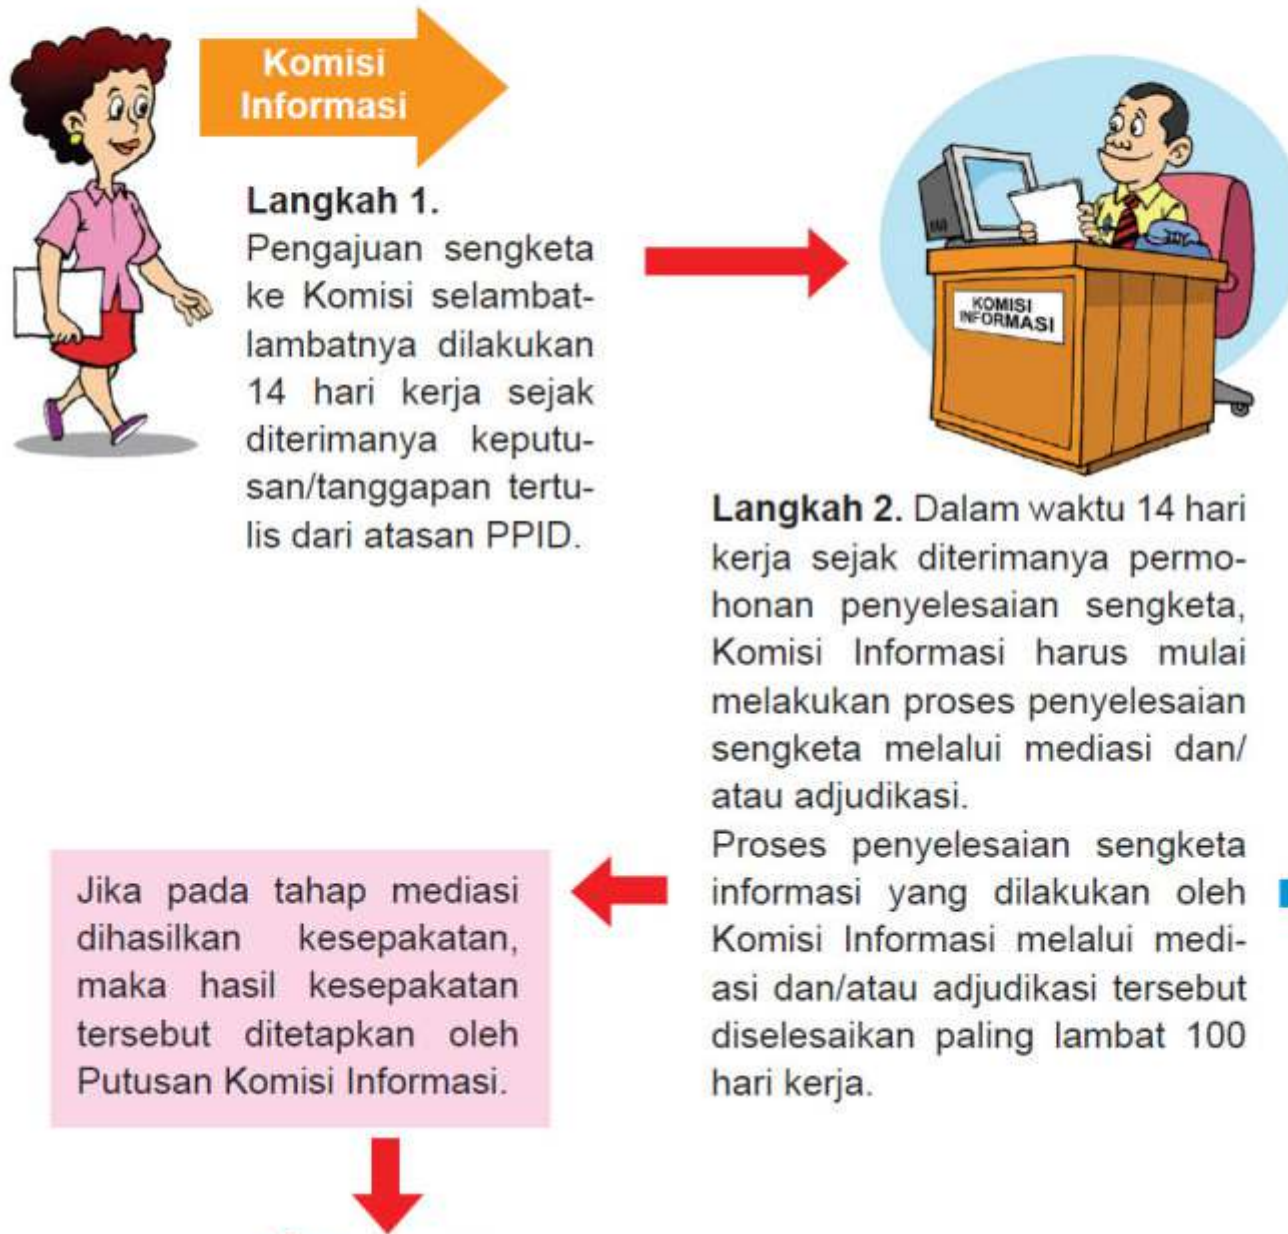 Komisi
Informasi
Langkah 1.
Pengajuan sengketa
ke Komisi selambat-
lambatnya dilakukan
14 hari kerja sejak
diterimanya keputu-
san/tanggapan tertu-
lis dari atasan PPID.
KOMISI
INFORMASI
Langkah 2. Dalam waktu 14 hari
kerja sejak diterimanya permo-
honan penyelesaian sengketa,
Komisi Informasi harus mulai
melakukan proses penyelesaian
sengketa melalui mediasi dan/
atau adjudikasi.
Proses penyelesaian sengketa
informasi yang dilakukan oleh
Komisi Informasi melalui medi-
asi dan/atau adjudikasi tersebut
diselesaikan paling lambat 100
hari kerja.
Jika pada tahap mediasi
dihasilkan kesepakatan,
maka hasil kesepakatan
tersebut ditetapkan oleh
Putusan Komisi Informasi.